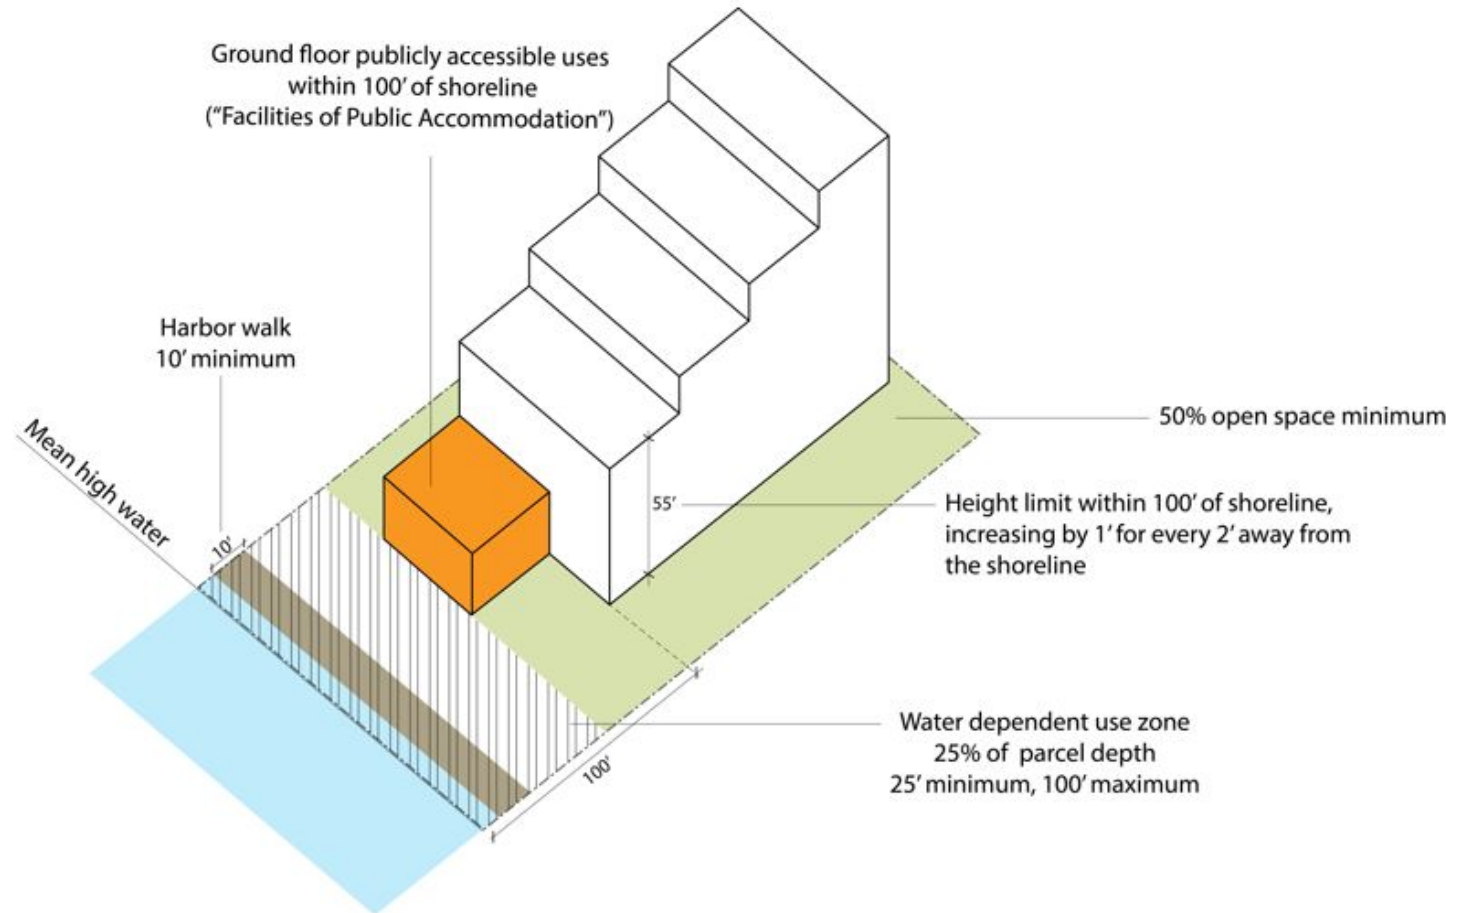 Ground floor publicly accessible uses
within 100’ of shoreline
(“Facilities of Public Accommodation”)
Harbor walk
10’ minimum
Mean high water
10’
50% open space minimum
55’
Height limit within 100’ of shoreline,
increasing by 1’ for every 2’ away from
the shoreline
Water dependent use zone
25% of parcel depth
25’ minimum, 100’ maximum
100’